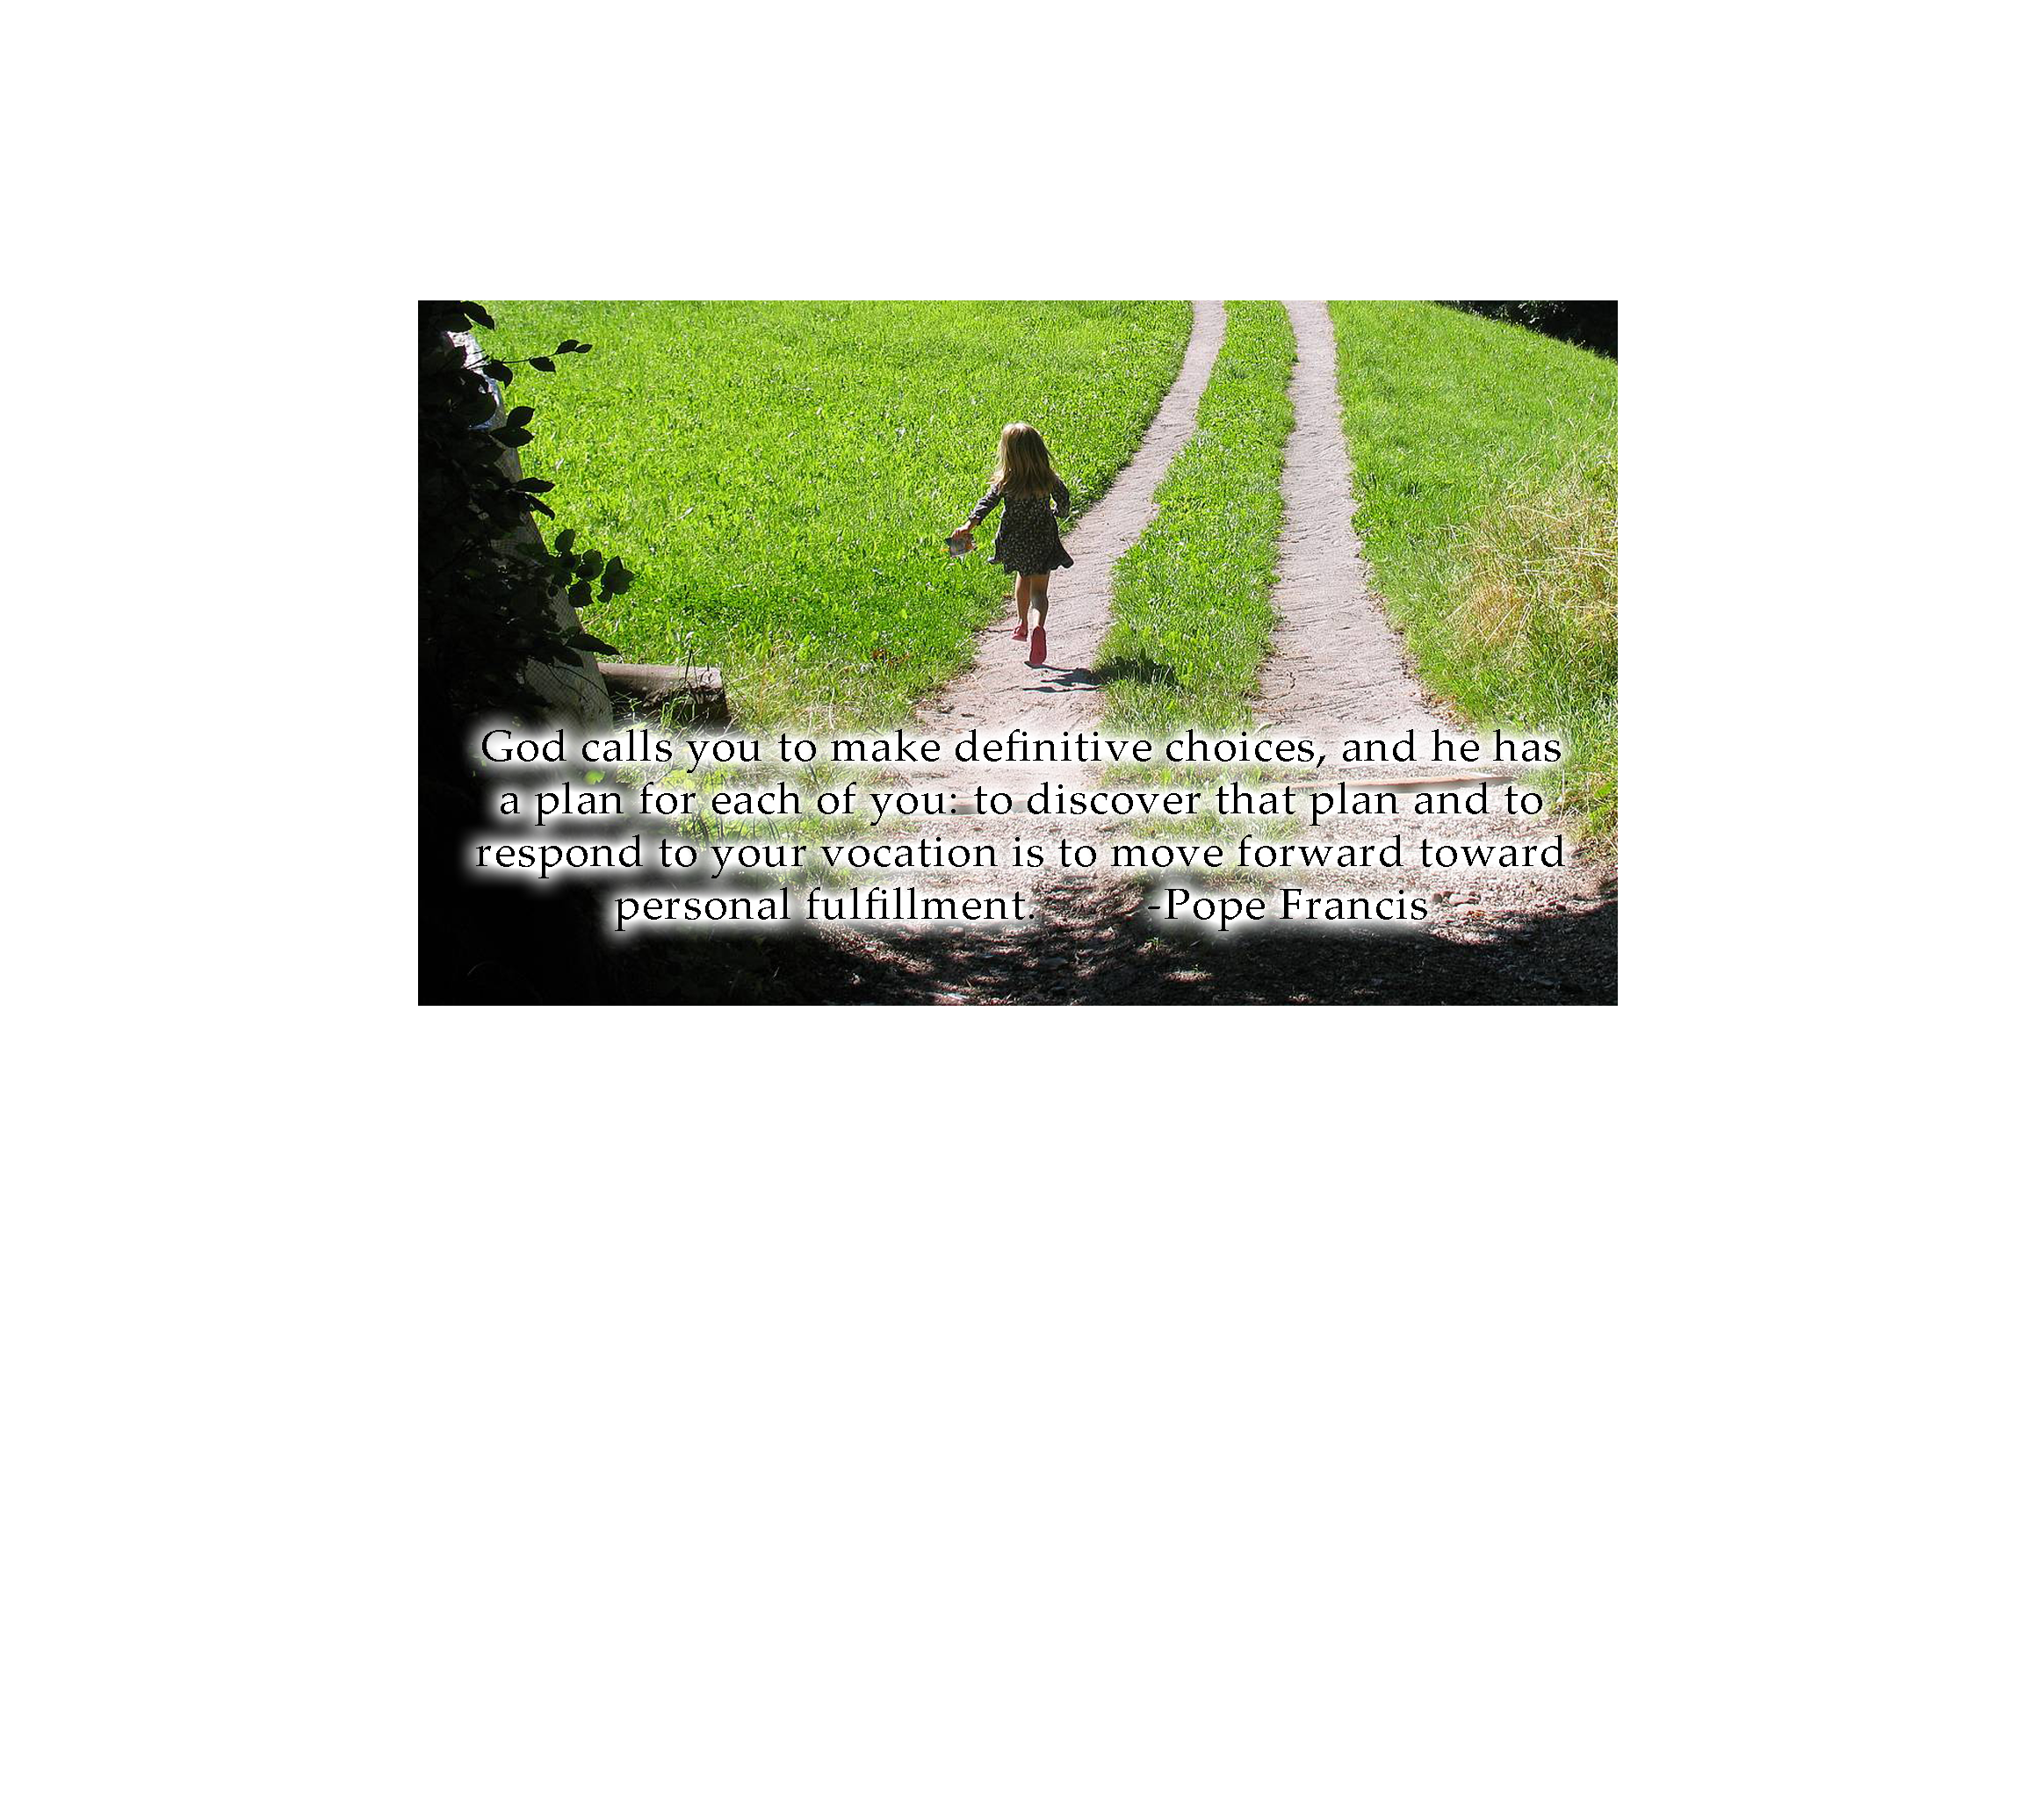 God calls you to make definitive choices, and he has
a plan for each of you: to discover that plan and to
respond to your vocation is to move forward toward
personal fulfillment. -Pope Francis